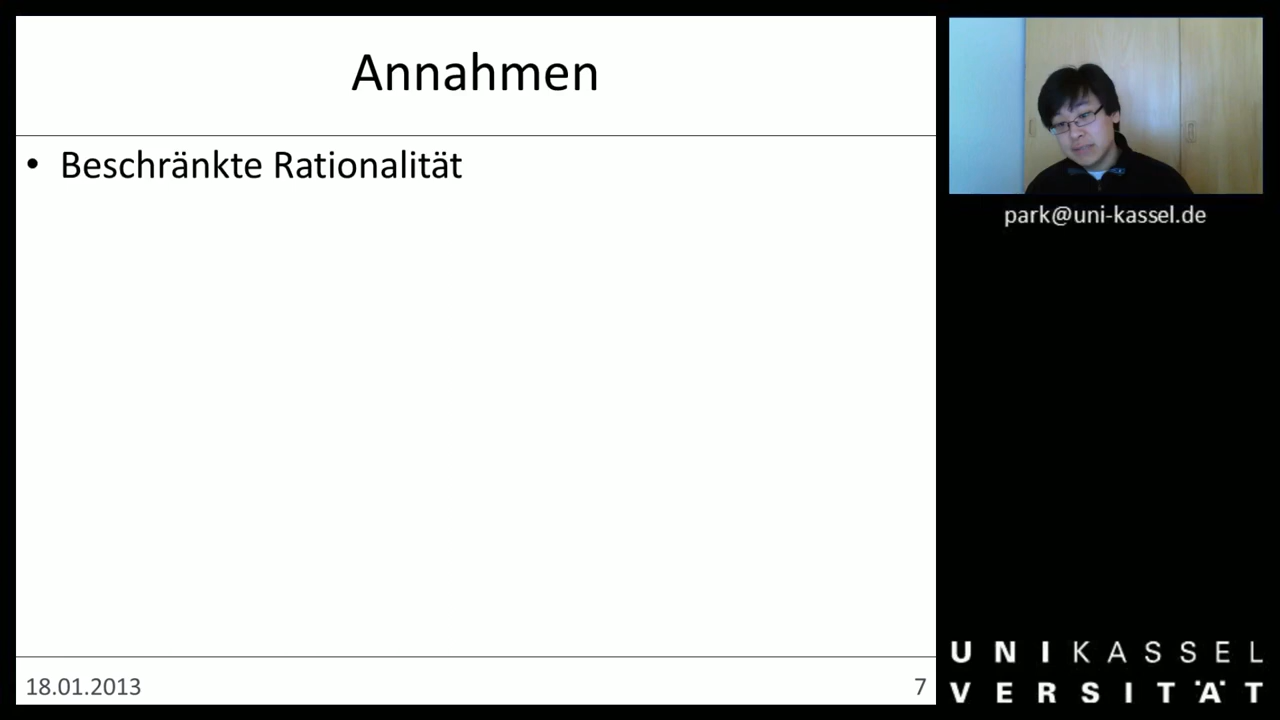 Annahmen
• Beschränkte Rationalität
18.01.2013
7
park@uni-kassel.de
UNIKASSEL
VERSITÄT